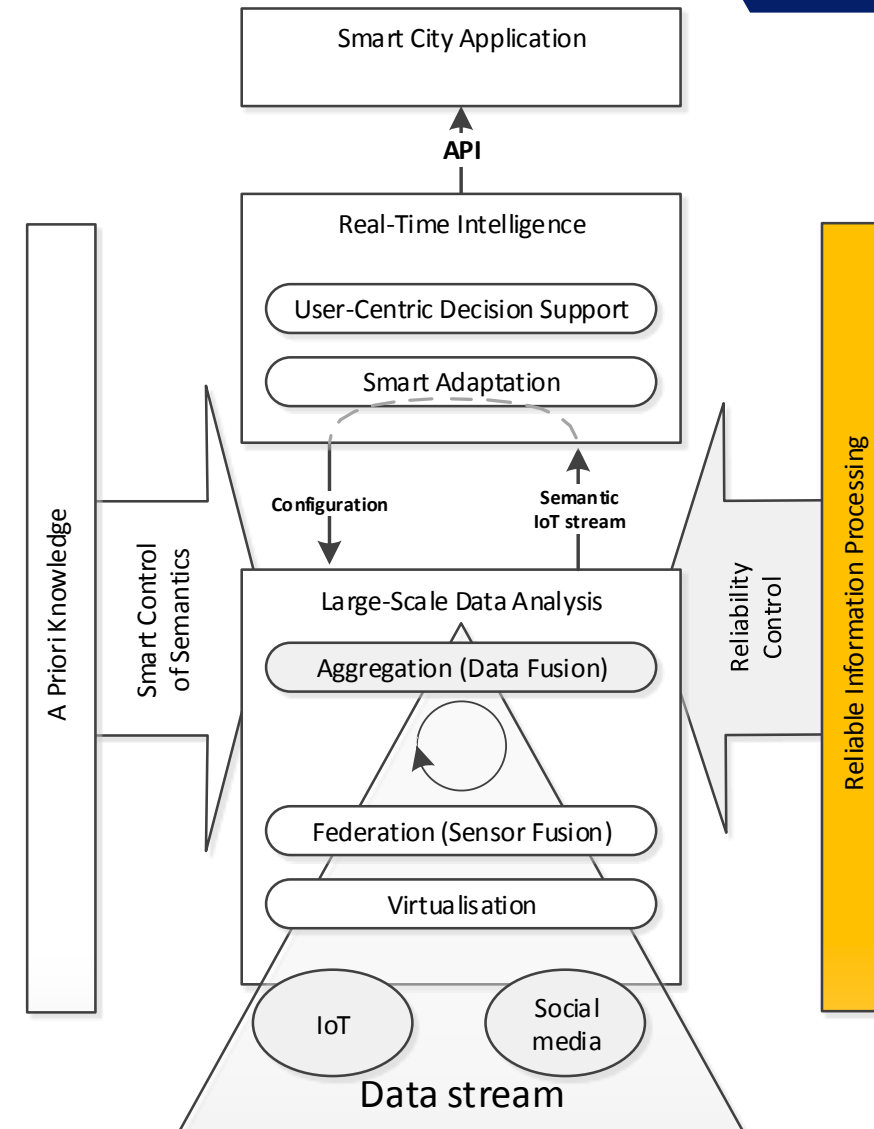 Smart City Application
API
Real-Time Intelligence
User-Centric Decision Support
Smart Adaptation
Configuration
Semantic
IoT stream
A Priori Knowledge
Smart Control
of Semantics
Large-Scale Data Analysis
Aggregation (Data Fusion)
Federation (Sensor Fusion)
Virtualisation
Reliability
Control
Reliable Information Processing
IoT
Social
media
Data stream